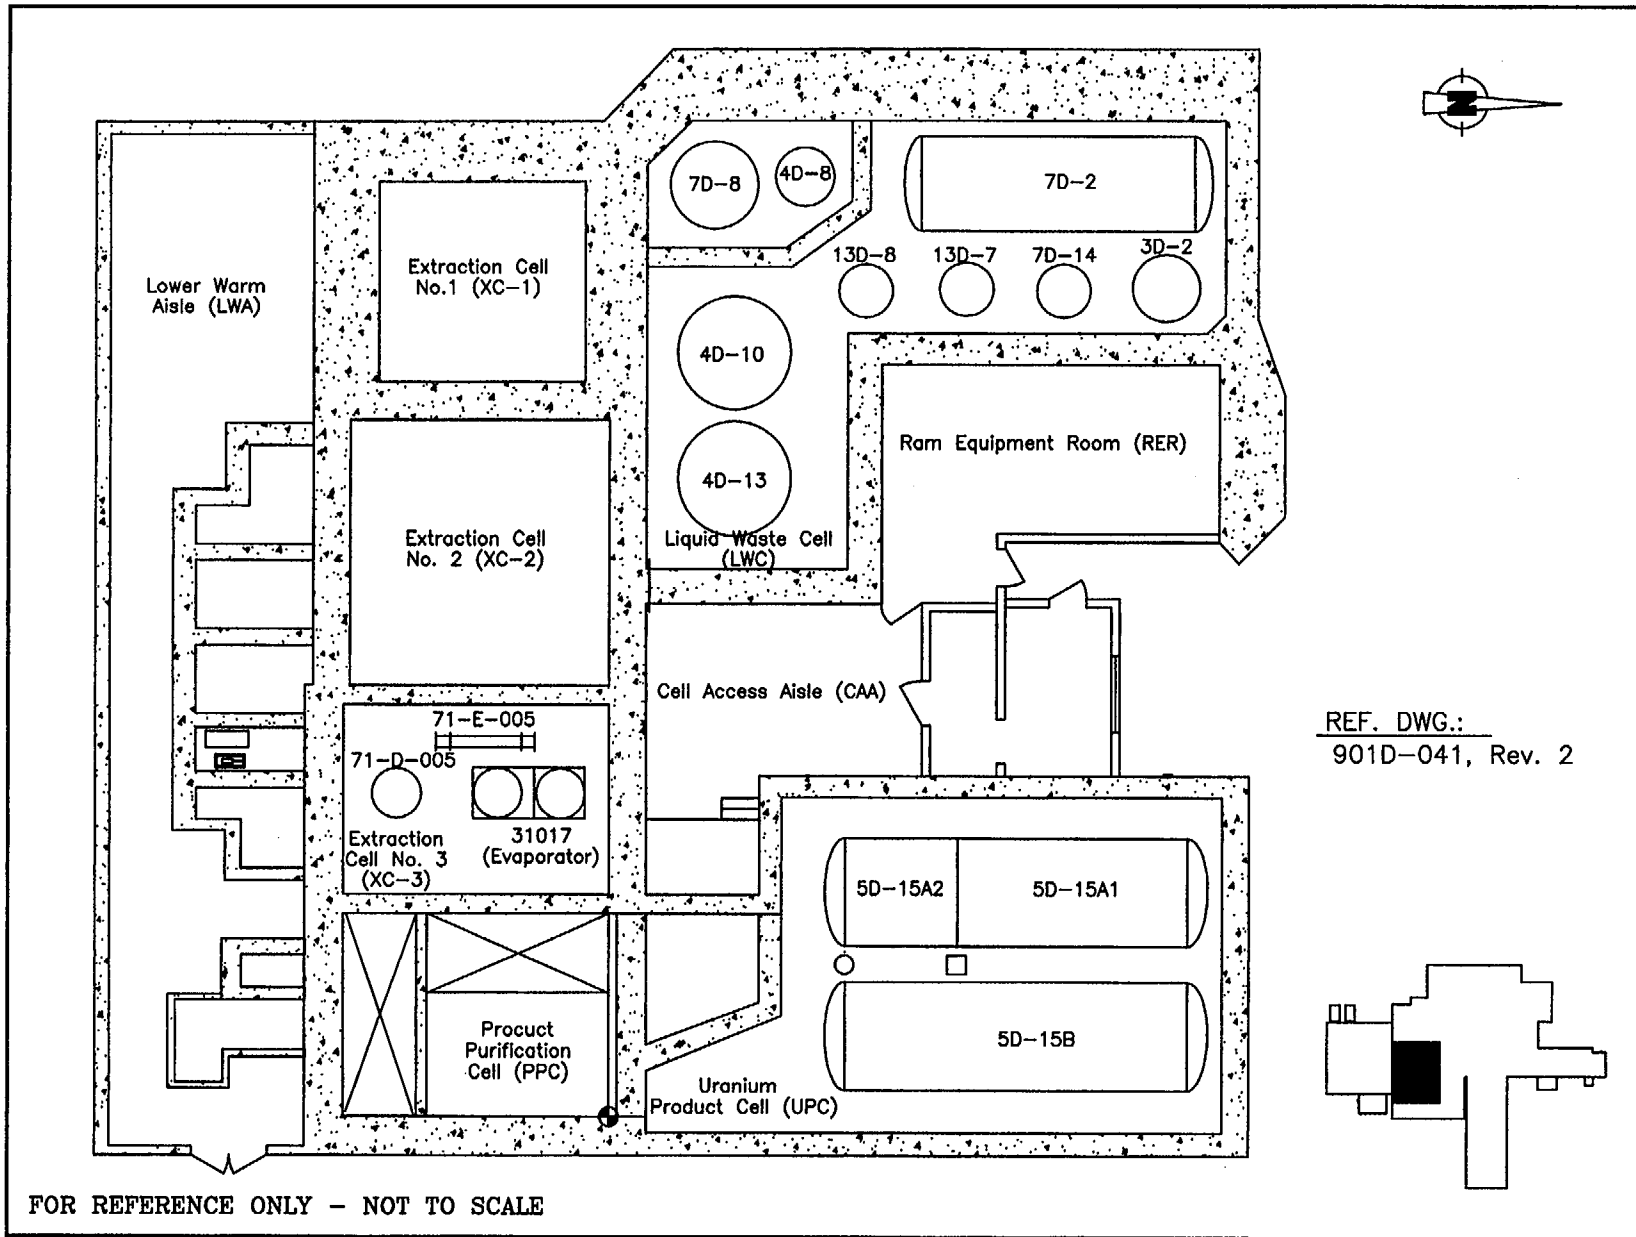 N
7D-8
4D-8
7D-2
13D-8
13D-7
7D-14
3D-2
Extraction Cell
No.1 (XC-1)
Lower Warm
Aisle (LWA)
4D-10
4D-13
Liquid Waste Cell
(LWC)
Ram Equipment Room (RER)
Extraction Cell
No. 2 (XC-2)
Cell Access Aisle (CAA)
71-E-005
71-D-005
31017
(Evaporator)
Extraction
Cell No. 3
(XC-3)
REF. DWG.:
901D-041, Rev. 2
5D-15A2
5D-15A1
5D-15B
Procuct
Purification
Cell (PPC)
Uranium
Product Cell (UPC)
FOR REFERENCE ONLY - NOT TO SCALE